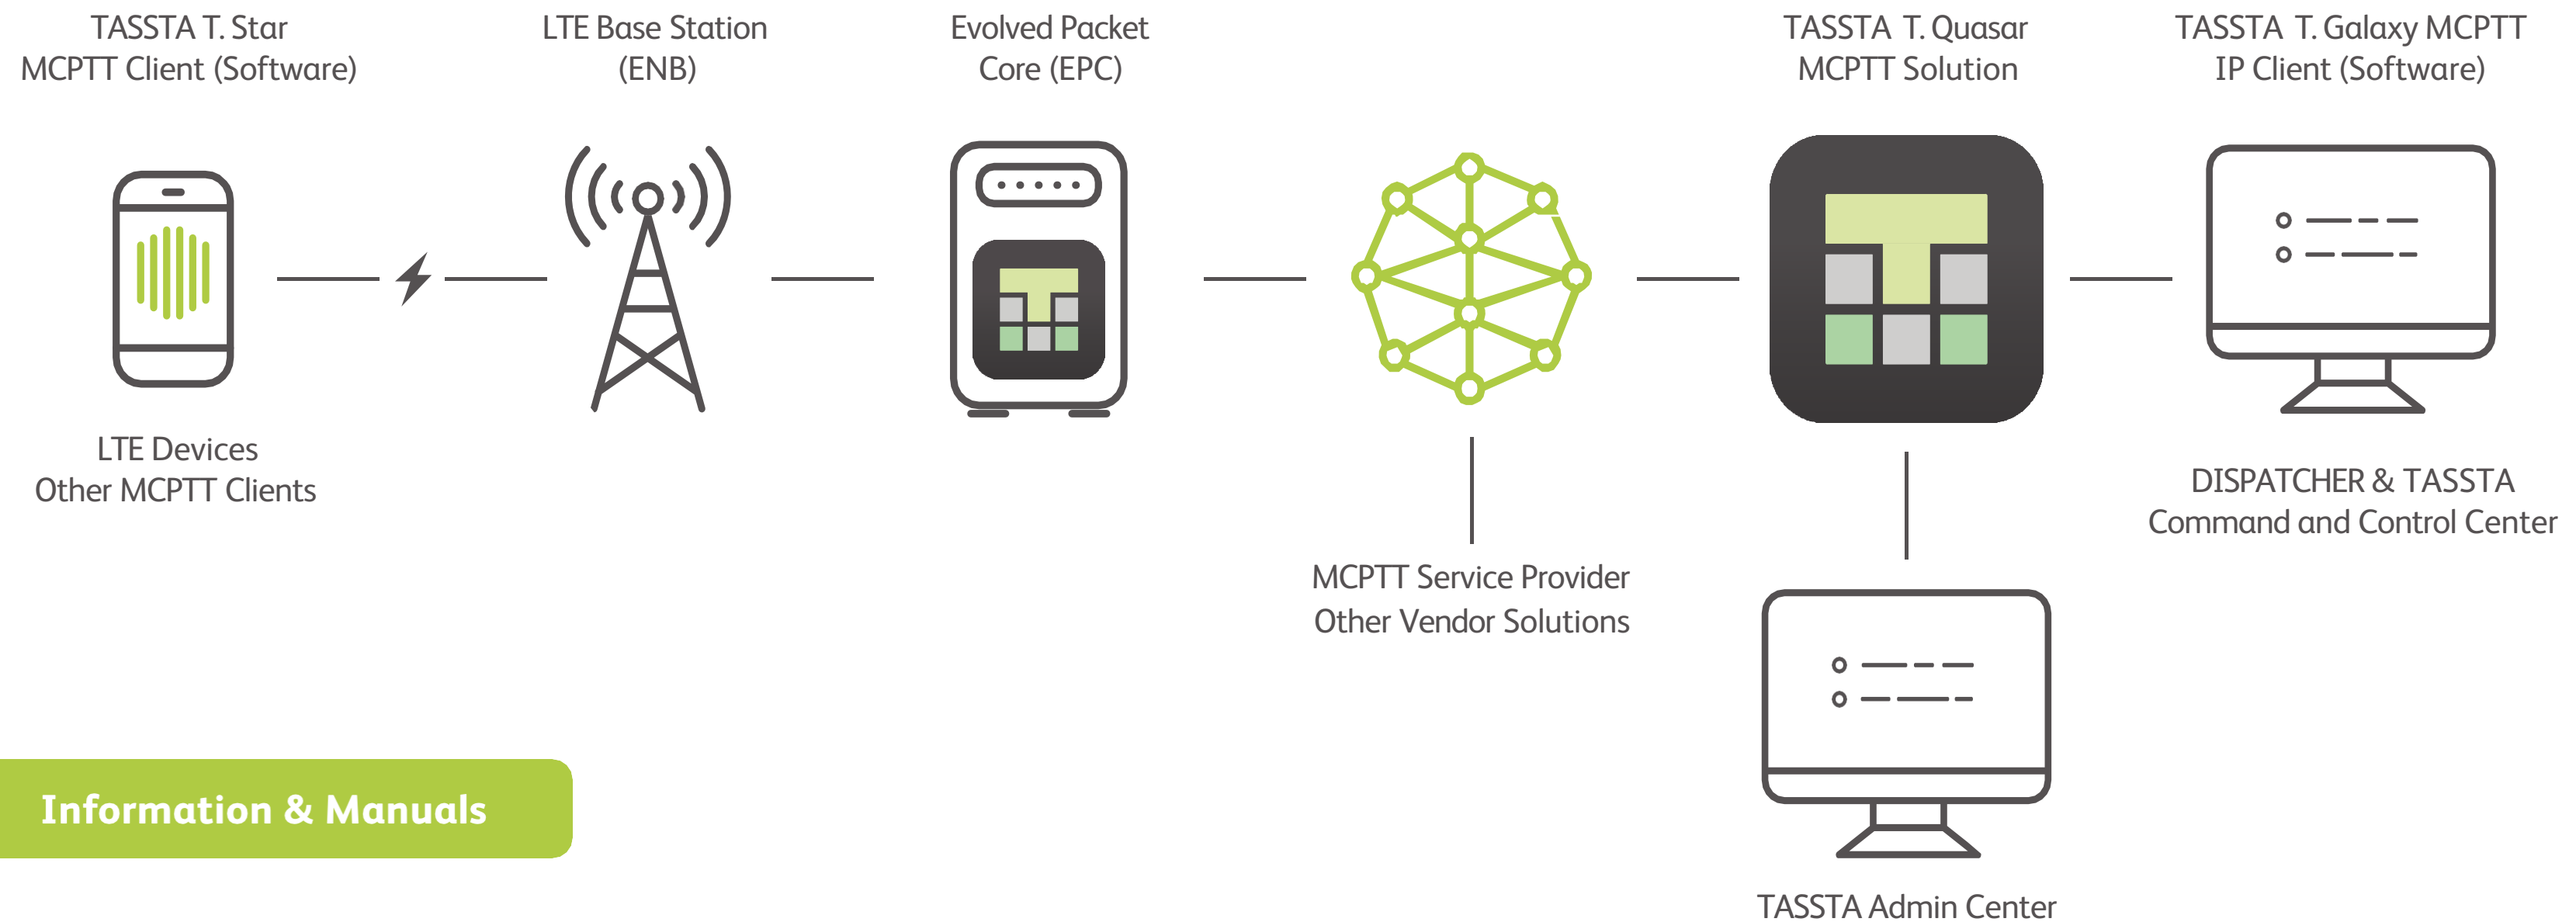 TASSTA T. Star
MCPTT Client (Software)
LTE Base Station
(ENB)
Evolved Packet
Core (EPC)
TASSTA T. Quasar
MCPTT Solution
TASSTA T. Galaxy MCPTT
IP Client (Software)
LTE Devices
Other MCPTT Clients
MCPTT Service Provider
Other Vendor Solutions
DISPATCHER & TASSTA
Command and Control Center
Information & Manuals
TASSTA Admin Center